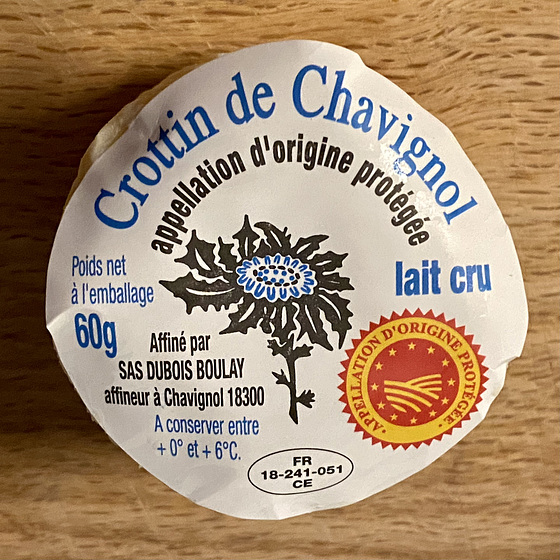 Crottin de Chavignol
appellation d'origine protégée
Poids net
à l'emballage
60g
lait cru
Affiné par
SAS DUBOIS BOULAY
affineur à Chavignol 18300
A conserver entre
+ 0° et + 6°C.
APPELLATION D'ORIGINE PROTÉGÉE
FR
18-241-051
CE